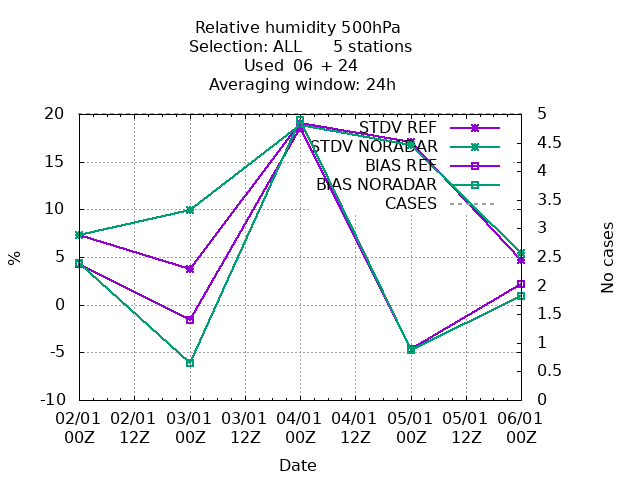 Relative humidity 500hPa
Selection: ALL 5 stations
Used 06 + 24
Averaging window: 24h
20
15
10
5
0
-5
-10
%
5
4.5
4
3.5
3
2.5
2
1.5
1
0.5
0
No cases
STDV REF
STDV NORADAR
BIAS REF
BIAS NORADAR
CASES
02/01 02/01 03/01 03/01 04/01 04/01 05/01 05/01 06/01
00Z 12Z 00Z 12Z 00Z 12Z 00Z 12Z 00Z
Date